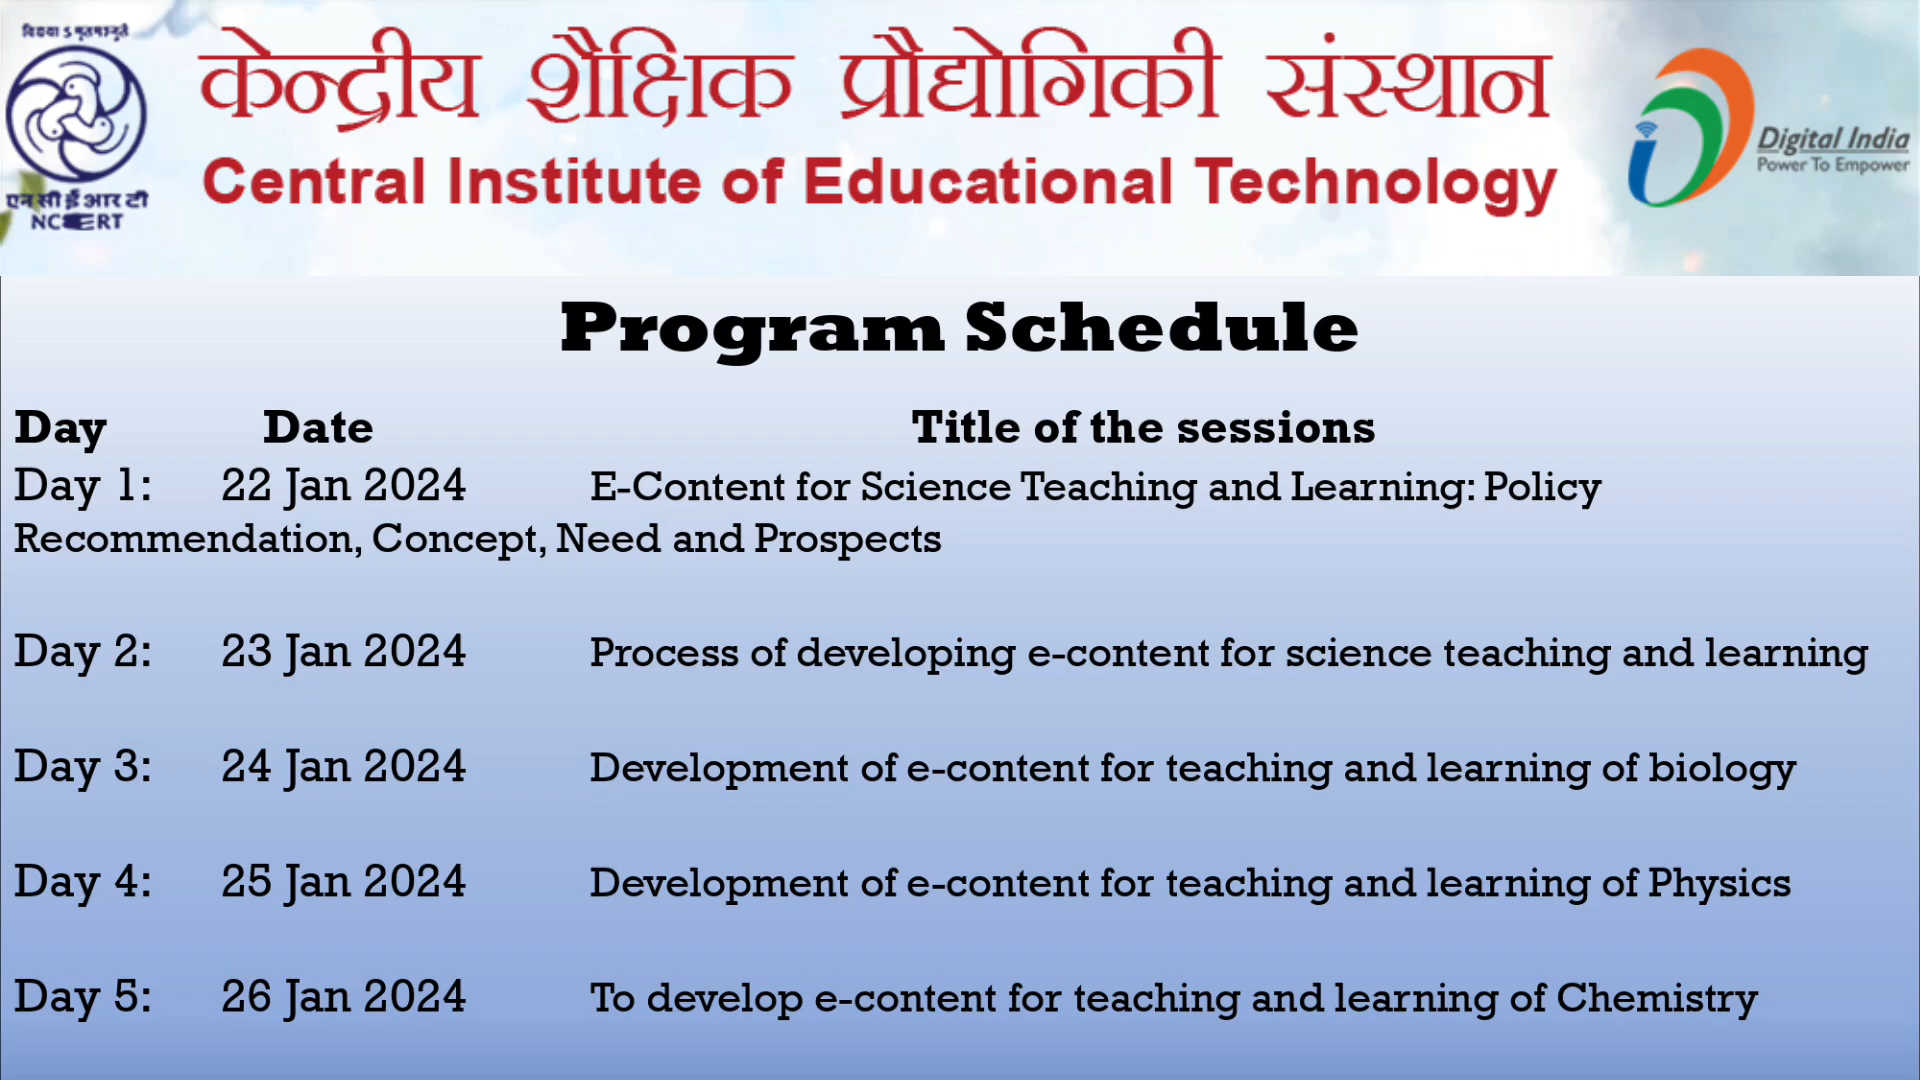 केन्द्रीय शैक्षिक प्रौद्योगिकी संस्थान
Central Institute of Educational Technology
एन सी ई आर टी
NCERT
Digital India
Power To Empower
Program Schedule
Day Date Title of the sessions
Day 1: 22 Jan 2024 E-Content for Science Teaching and Learning: Policy
Recommendation, Concept, Need and Prospects
Day 2: 23 Jan 2024 Process of developing e-content for science teaching and learning
Day 3: 24 Jan 2024 Development of e-content for teaching and learning of biology
Day 4: 25 Jan 2024 Development of e-content for teaching and learning of Physics
Day 5: 26 Jan 2024 To develop e-content for teaching and learning of Chemistry